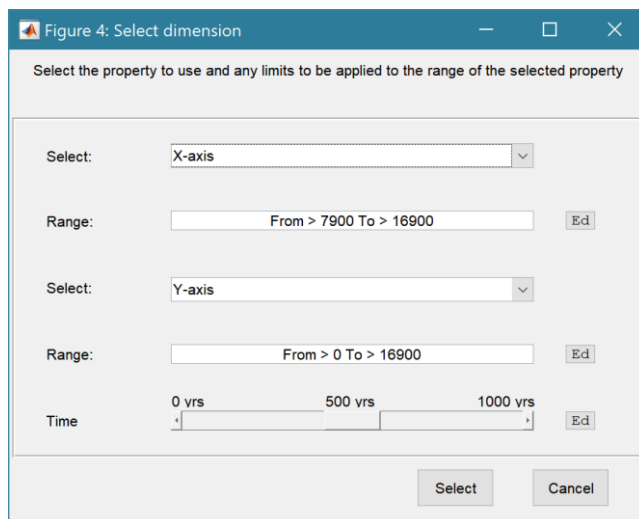 Figure 4: Select dimension
Select the property to use and any limits to be applied to the range of the selected property
Select: X-axis
Range: From > 7900 To > 16900 Ed
Select: Y-axis
Range: From > 0 To > 16900 Ed
0 yrs 500 yrs 1000 yrs
Time Ed
Select Cancel